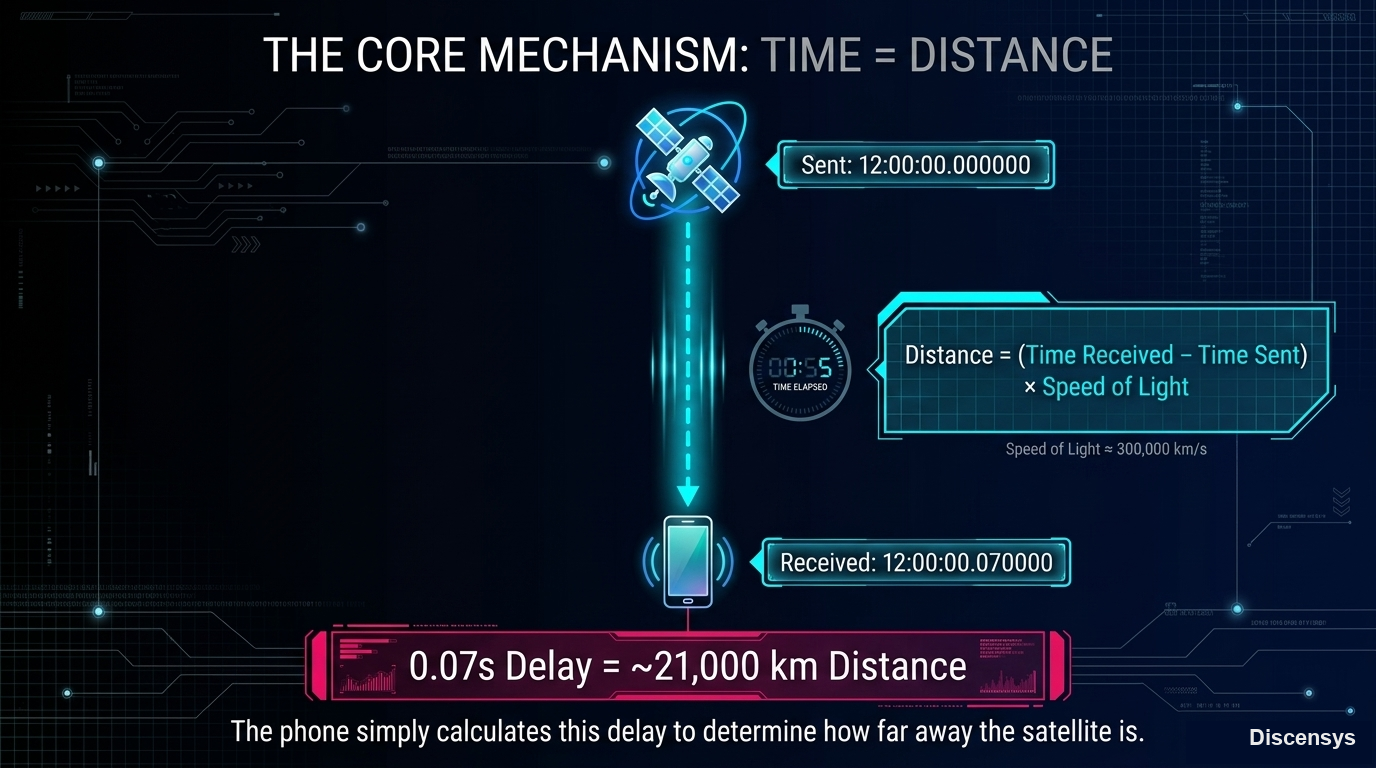 THE CORE MECHANISM: TIME = DISTANCE
Sent: 12:00:00.000000
00:55
TIME ELAPSED
Distance = (Time Received – Time Sent)
× Speed of Light
Speed of Light ≈ 300,000 km/s
Received: 12:00:00.070000
0.07s Delay = ~21,000 km Distance
The phone simply calculates this delay to determine how far away the satellite is.
Discensys